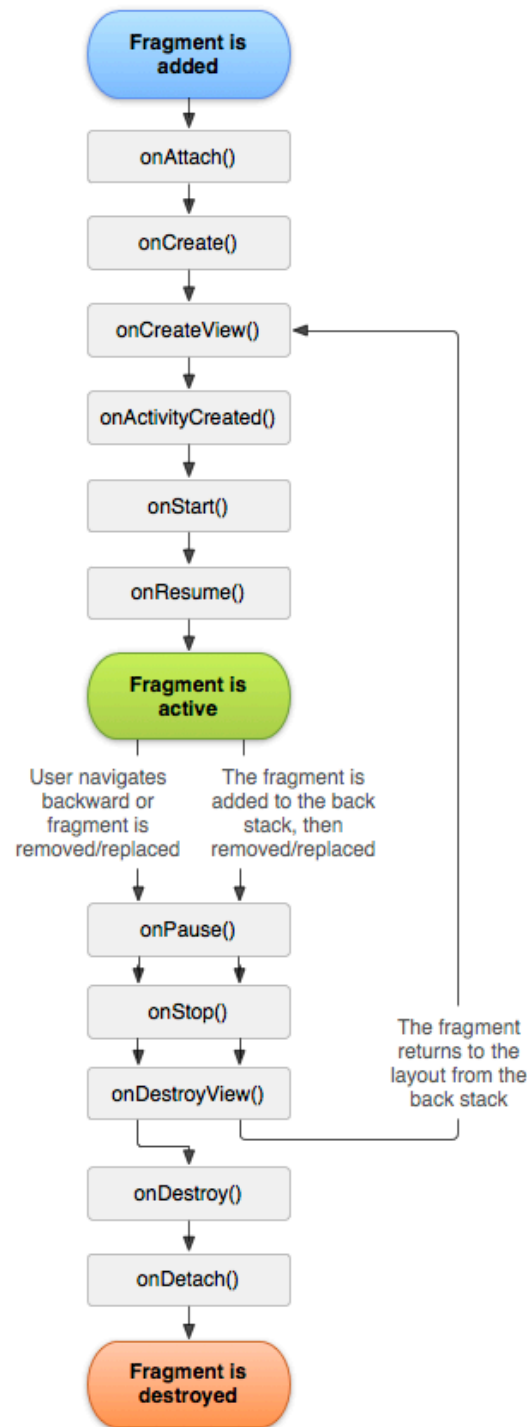 Fragment is
added
onAttach()
onCreate()
onCreateView()
onActivityCreated()
onStart()
onResume()
Fragment is
active
User navigates
backward or
fragment is
removed/replaced
The fragment is
added to the back
stack, then
removed/replaced
onPause()
onStop()
onDestroyView()
The fragment
returns to the
layout from the
back stack
onDestroy()
onDetach()
Fragment is
destroyed